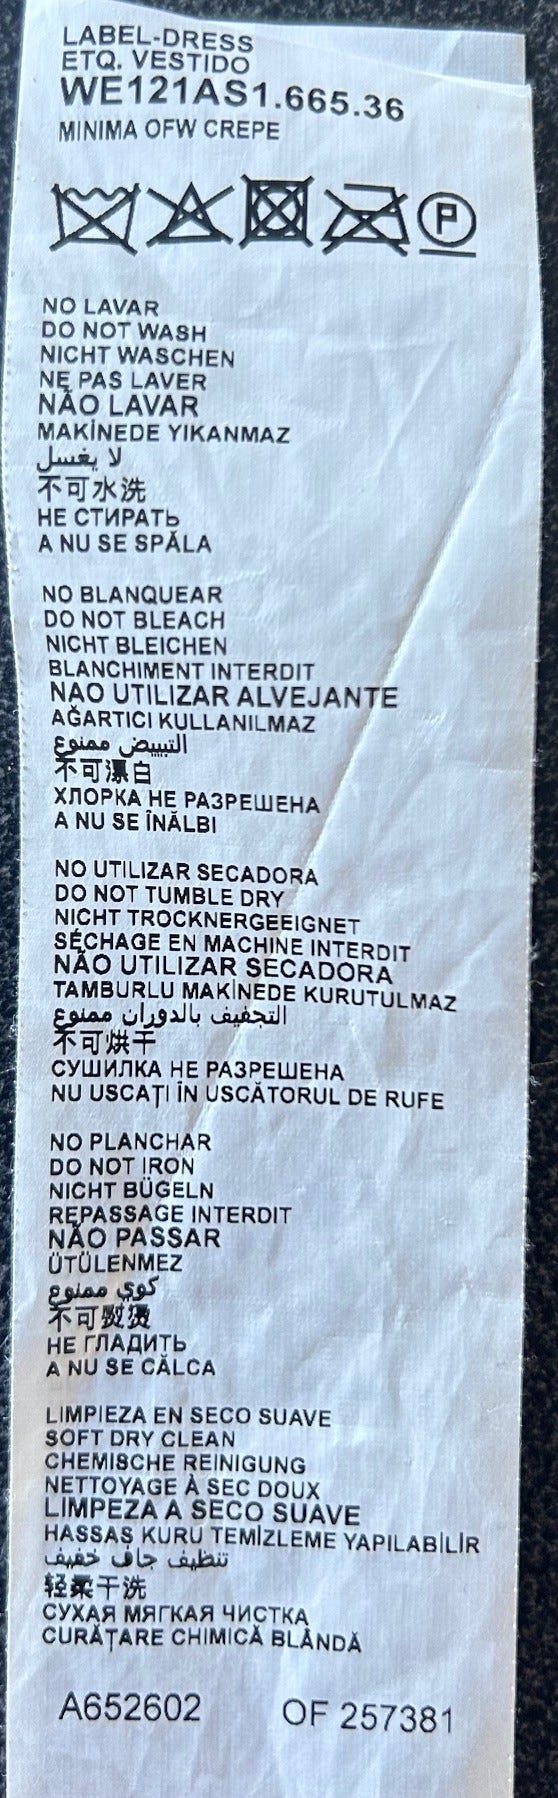 LABEL-DRESS
ETQ. VESTIDO
WE121AS1.665.36
MINIMA OFW CREPE
P
NO LAVAR
DO NOT WASH
NICHT WASCHEN
NE PAS LAVER
NÃO LAVAR
MAKİNEDE YIKANMAZ
لا يغسل
不可水洗
НЕ СТИРАТЬ
A NU SE SPĂLA
NO BLANQUEAR
DO NOT BLEACH
NICHT BLEICHEN
BLANCHIMENT INTERDIT
NAO UTILIZAR ALVEJANTE
AĞARTICI KULLANILMAZ
التبييض ممنوع
不可漂白
ХЛОРКА НЕ РАЗРЕШЕНА
A NU SE ÎNĂLBI
NO UTILIZAR SECADORA
DO NOT TUMBLE DRY
NICHT TROCKNERGEEIGNET
SÉCHAGE EN MACHINE INTERDIT
NÃO UTILIZAR SECADORA
TAMBURLU MAKİNEDE KURUTULMAZ
التجفيف بالدوران ممنوع
不可烘干
СУШИЛКА НЕ РАЗРЕШЕНА
NU USCAȚI ÎN USCĂTORUL DE RUFE
NO PLANCHAR
DO NOT IRON
NICHT BÜGELN
REPASSAGE INTERDIT
NÃO PASSAR
ÜTÜLENMEZ
كوي ممنوع
不可熨烫
НЕ ГЛАДИТЬ
A NU SE CĂLCA
LIMPIEZA EN SECO SUAVE
SOFT DRY CLEAN
CHEMISCHE REINIGUNG
NETTOYAGE À SEC DOUX
LIMPEZA A SECO SUAVE
HASSAS KURU TEMİZLEME YAPILABİLİR
تنظيف جاف خفيف
轻柔干洗
СУХАЯ МЯГКАЯ ЧИСТКА
CURĂȚARE CHIMICĂ BLÂNDĂ
A652602 OF 257381